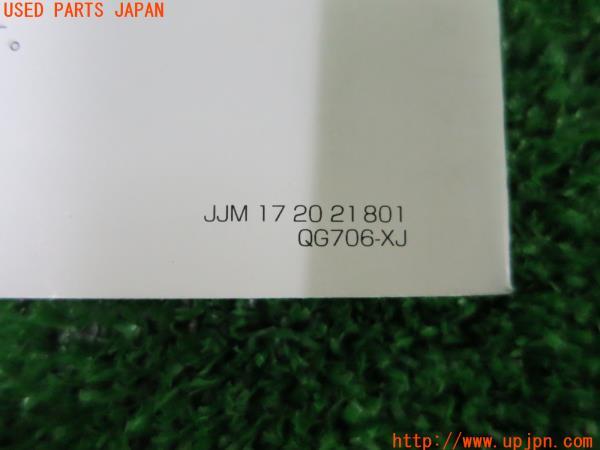 USED PARTS JAPAN
。
JJM 17 20 21 801
QG706-XJ
http://www.upjpn.com/